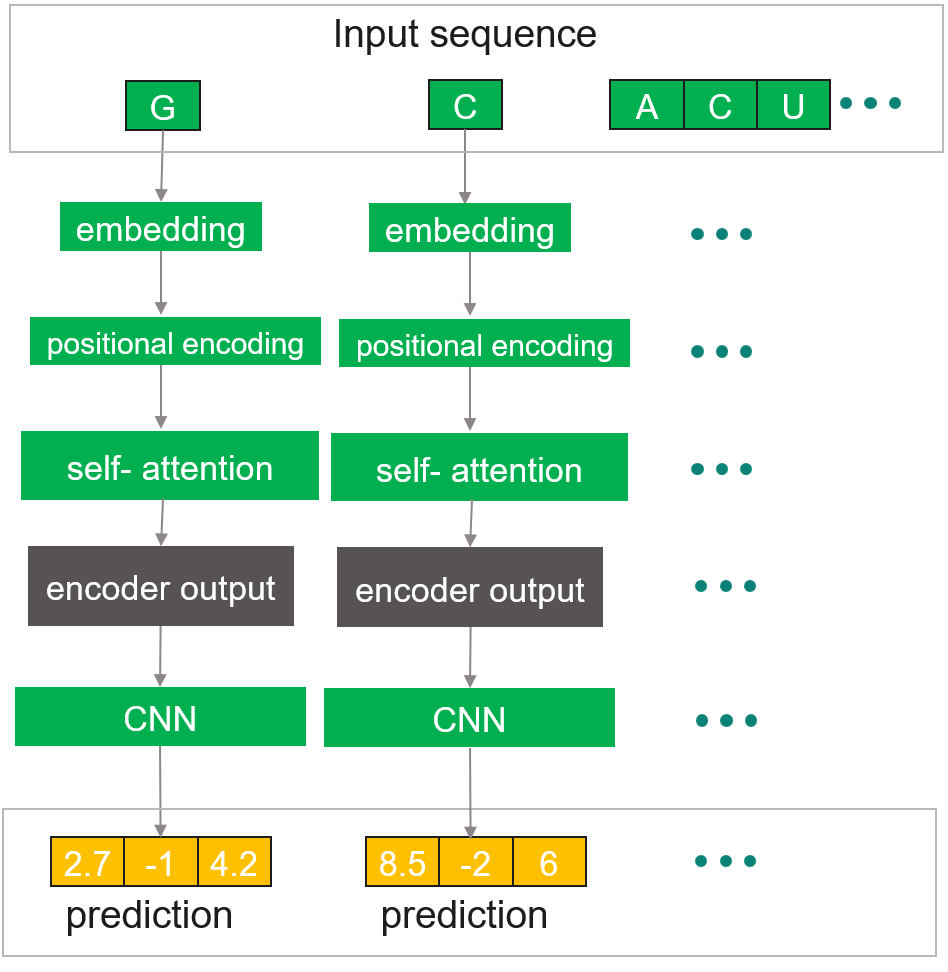 Input sequence
G C A C U
embedding embedding
positional encoding positional encoding
self- attention self- attention
encoder output encoder output
CNN CNN
2.7 -1 4.2 8.5 -2 6
prediction prediction